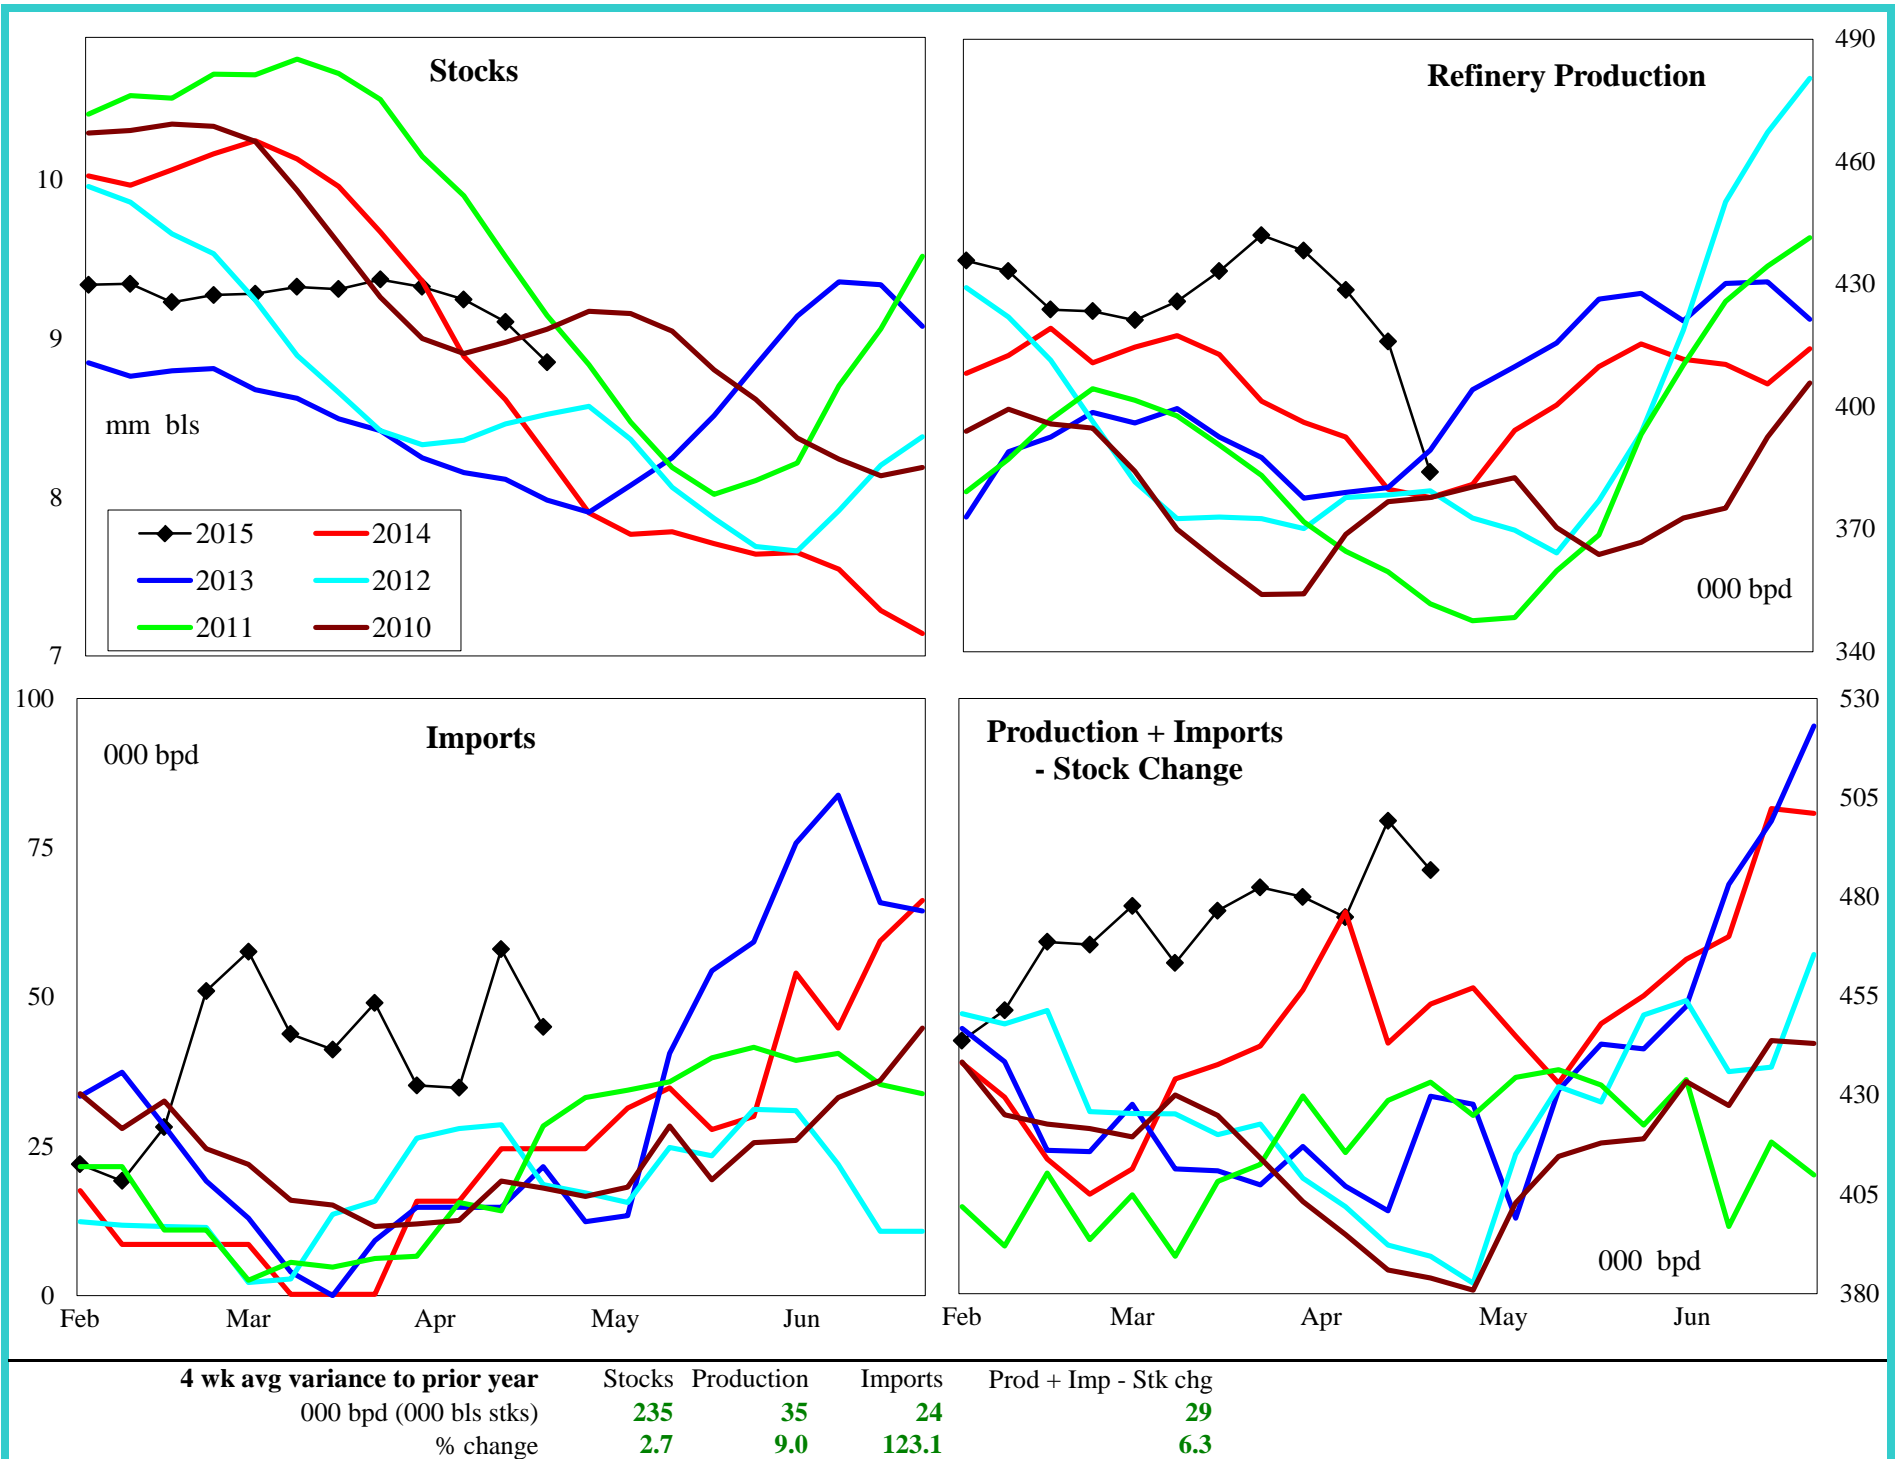 Stocks
10
9
8
7
mm bls
2015
2014
2013
2012
2011
2010
Refinery Production
490
460
430
400
370
340
000 bpd
Imports
000 bpd
100
75
50
25
0
Feb Mar Apr May Jun
Production + Imports
- Stock Change
530
505
480
455
430
405
380
000 bpd
Feb Mar Apr May Jun
4 wk avg variance to prior year Stocks Production Imports Prod + Imp - Stk chg
000 bpd (000 bls stks) 235 35 24 29
% change 2.7 9.0 123.1 6.3